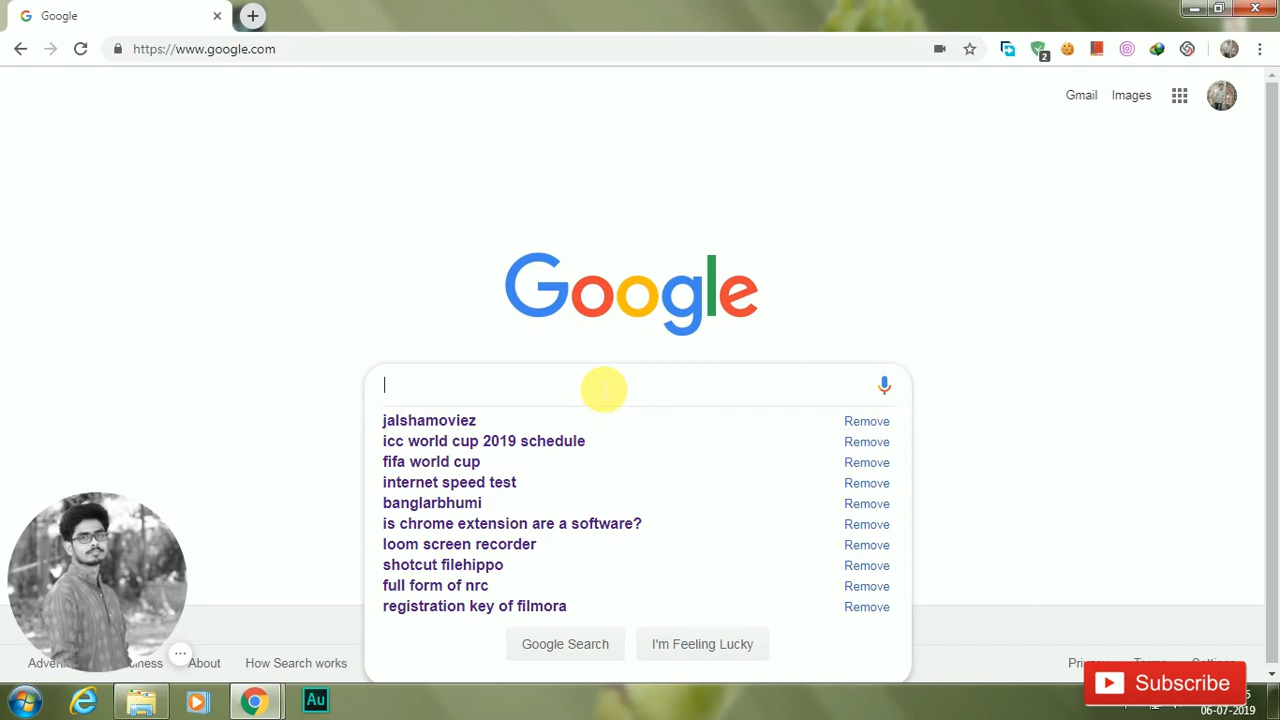 Google
https://www.google.com
2
Gmail Images
Google
jalshamoviez Remove
icc world cup 2019 schedule Remove
fifa world cup Remove
internet speed test Remove
banglarbhumi Remove
is chrome extension are a software? Remove
loom screen recorder Remove
shotcut filehippo Remove
full form of nrc Remove
registration key of filmora Remove
Google Search I'm Feeling Lucky
About How Search works
Subscribe
Au
06-07-2019